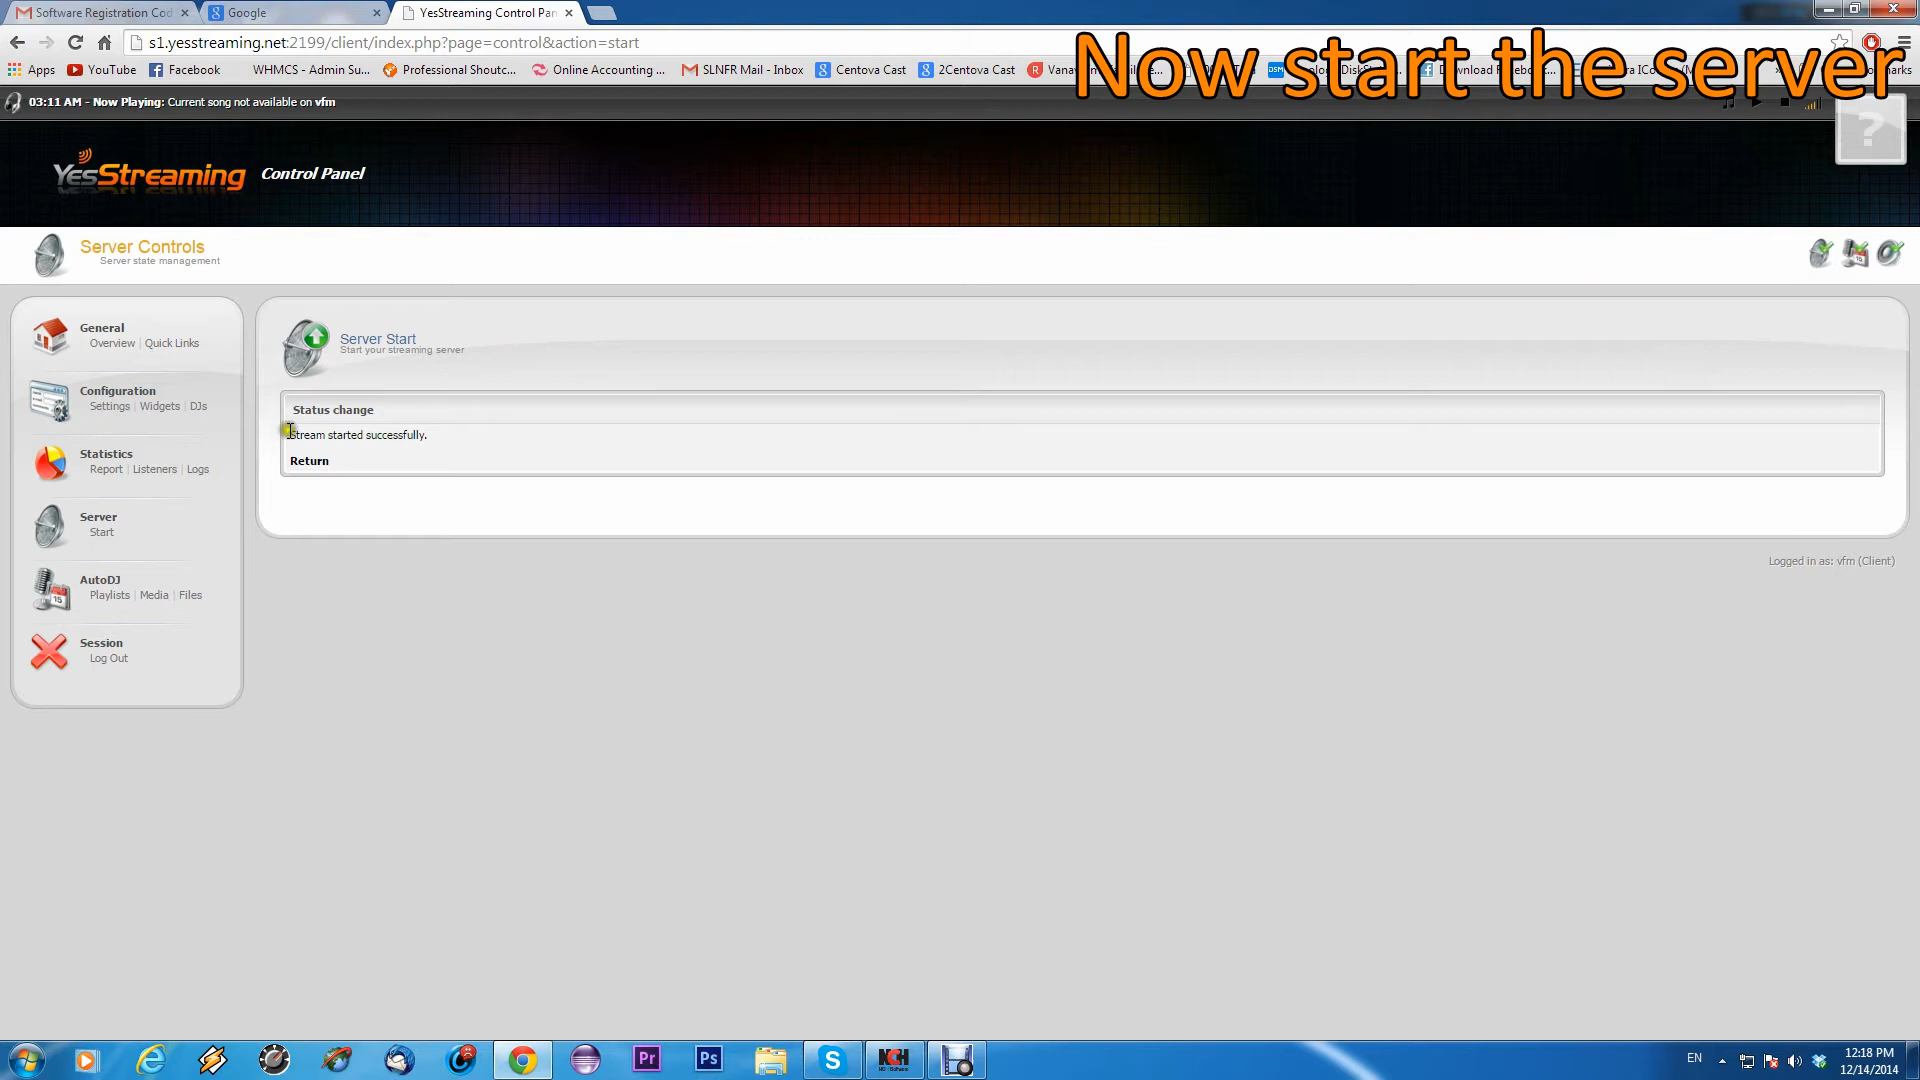 Software Registration Cod
Google
YesStreaming Control Pan
s1.yesstreaming.net:2199/client/index.php?page=control&action=start
Now start the server
Apps
YouTube
Facebook
WHMCS - Admin Su...
Professional Shoutc...
Online Accounting ...
SLNFR Mail - Inbox
Centova Cast
2Centova Cast
03:11 AM - Now Playing: Current song not available on vfm
YesStreaming Control Panel
?
Server Controls
Server state management
General
Overview | Quick Links
Configuration
Settings | Widgets | DJs
Statistics
Report | Listeners | Logs
Server
Start
AutoDJ
Playlists | Media | Files
Session
Log Out
Server Start
Start your streaming server
Status change
Stream started successfully.
Return
Logged in as: vfm (Client)
Pr
Ps
S
NCH
EN
12:18 PM
12/14/2014